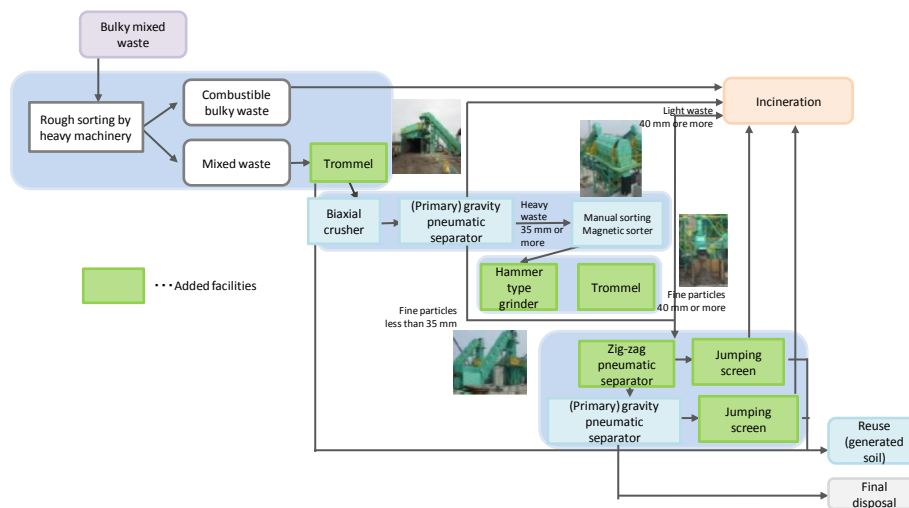 Bulky mixed
waste
Rough sorting by
heavy machinery
Combustible
bulky waste
Mixed waste
Trommel
Incineration
Light waste
40 mm ore more
Biaxial
crusher
(Primary) gravity
pneumatic
separator
Heavy
waste
35 mm or
more
Manual sorting
Magnetic sorter
Hammer
type
grinder
Trommel
Fine particles
40 mm or more
･･･Added facilities
Fine particles
less than 35 mm
Zig-zag
pneumatic
separator
Jumping
screen
(Primary) gravity
pneumatic
separator
Jumping
screen
Reuse
(generated
soil)
Final
disposal